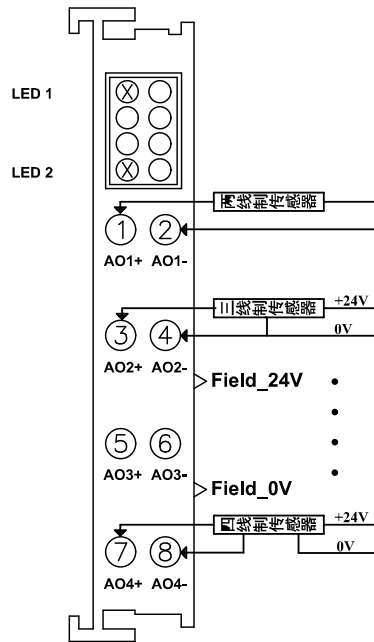 LED 1
LED 2
两线制传感器
① ②
AO1+ AO1-
三线制传感器 +24V
0V
③ ④
AO2+ AO2-
Field_24V
⑤ ⑥
AO3+ AO3-
Field_0V
四线制传感器 +24V
0V
⑦ ⑧
AO4+ AO4-